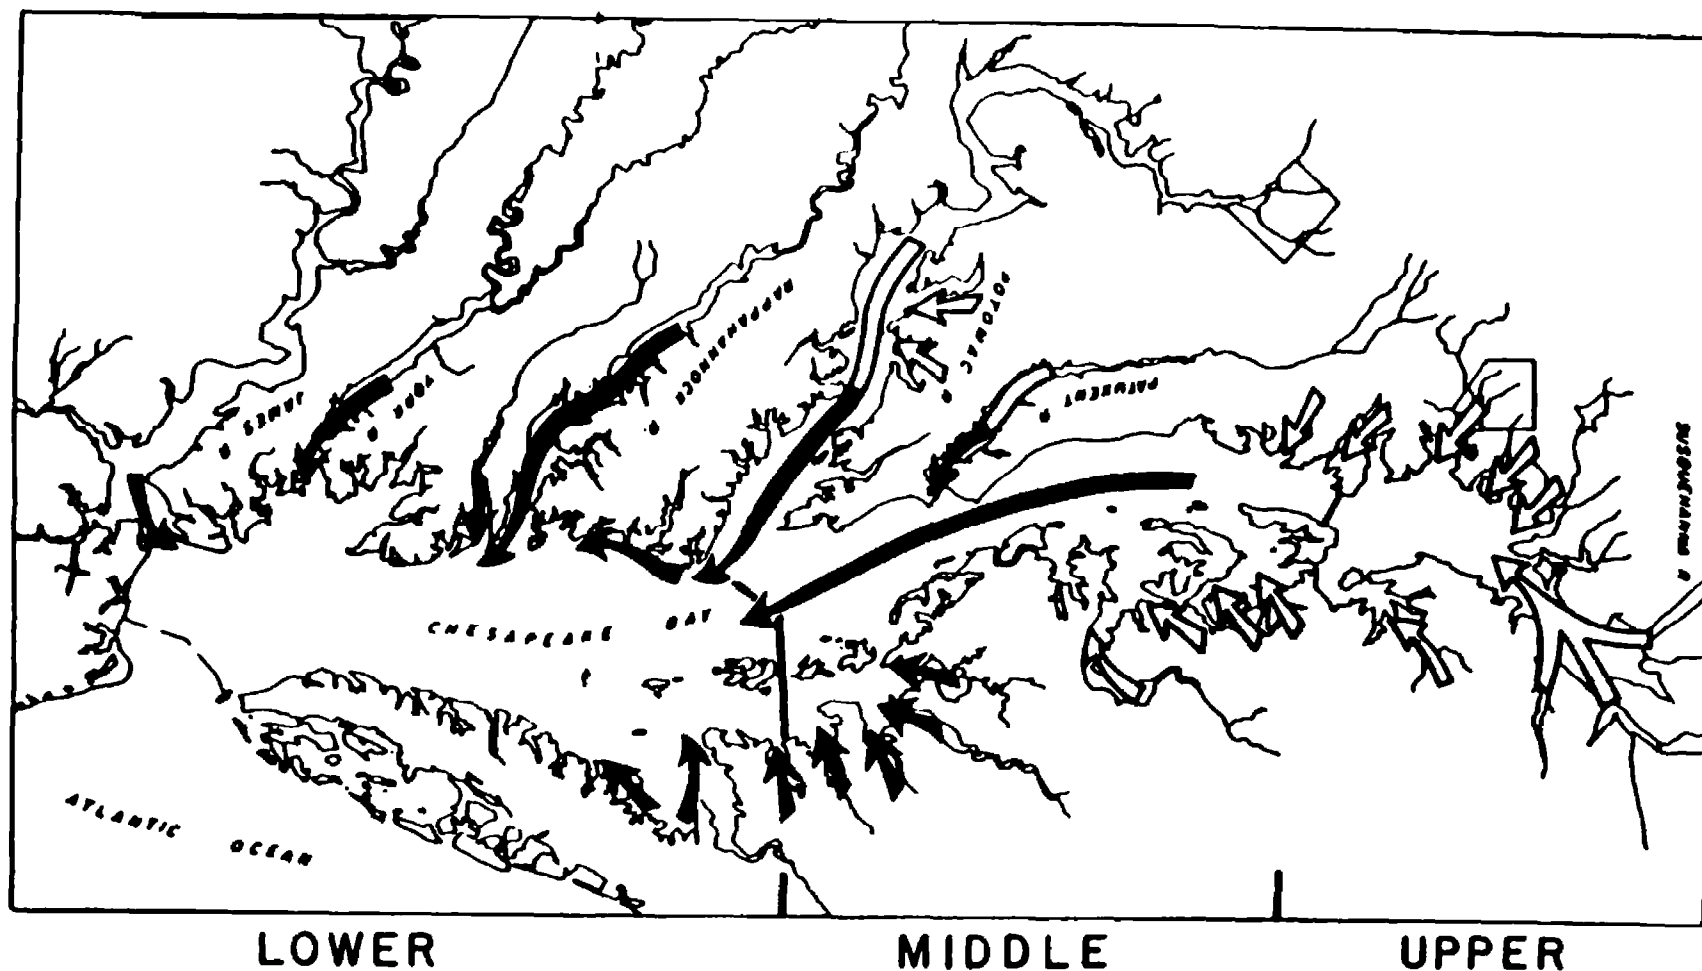 JAMES R
YORK R
RAPPAHANNOCK R
POTOMAC R
PATUXENT R
SUSQUEHANNA R
CHESAPEAKE BAY
ATLANTIC OCEAN
LOWER MIDDLE UPPER